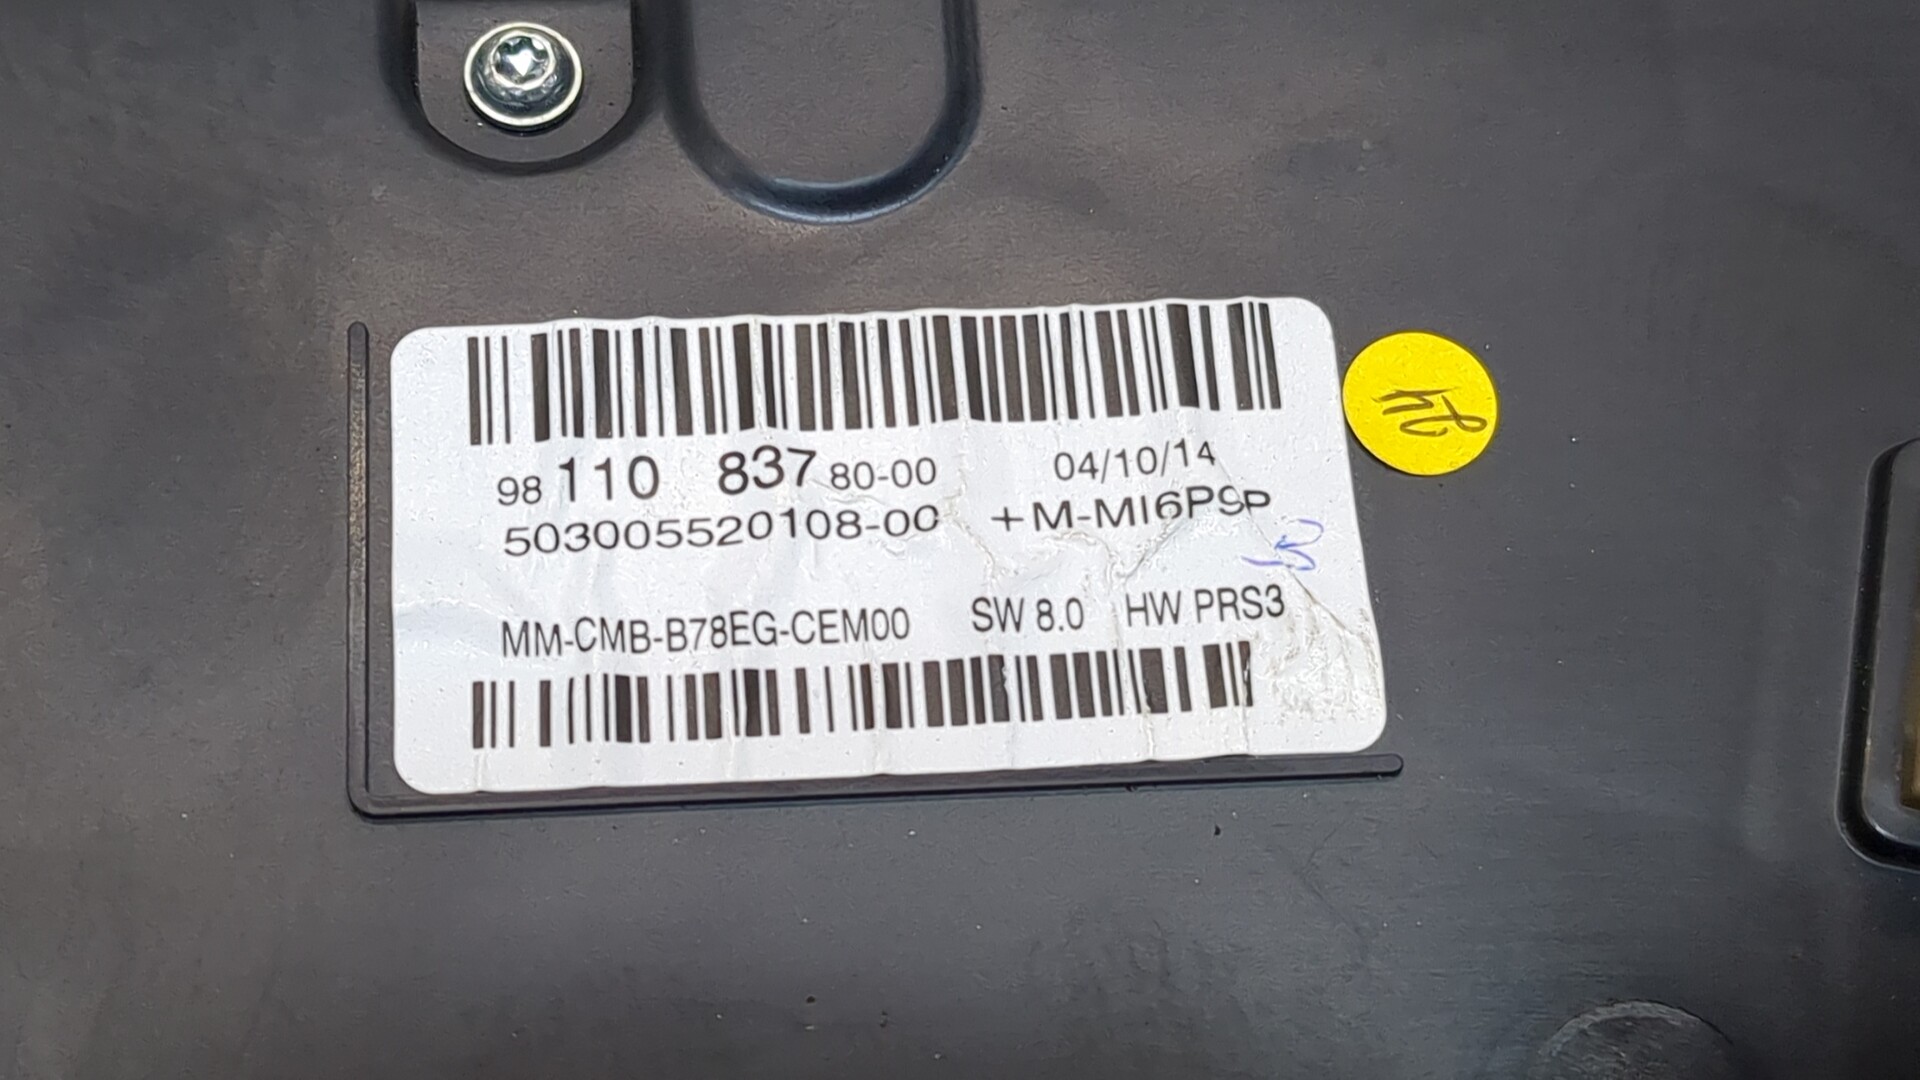 98 110 837 80-00 04/10/14
503005520108-00 +M-MI6PSP
MM-CMB-B78EG-CEM00 SW 8.0 HW PRS3